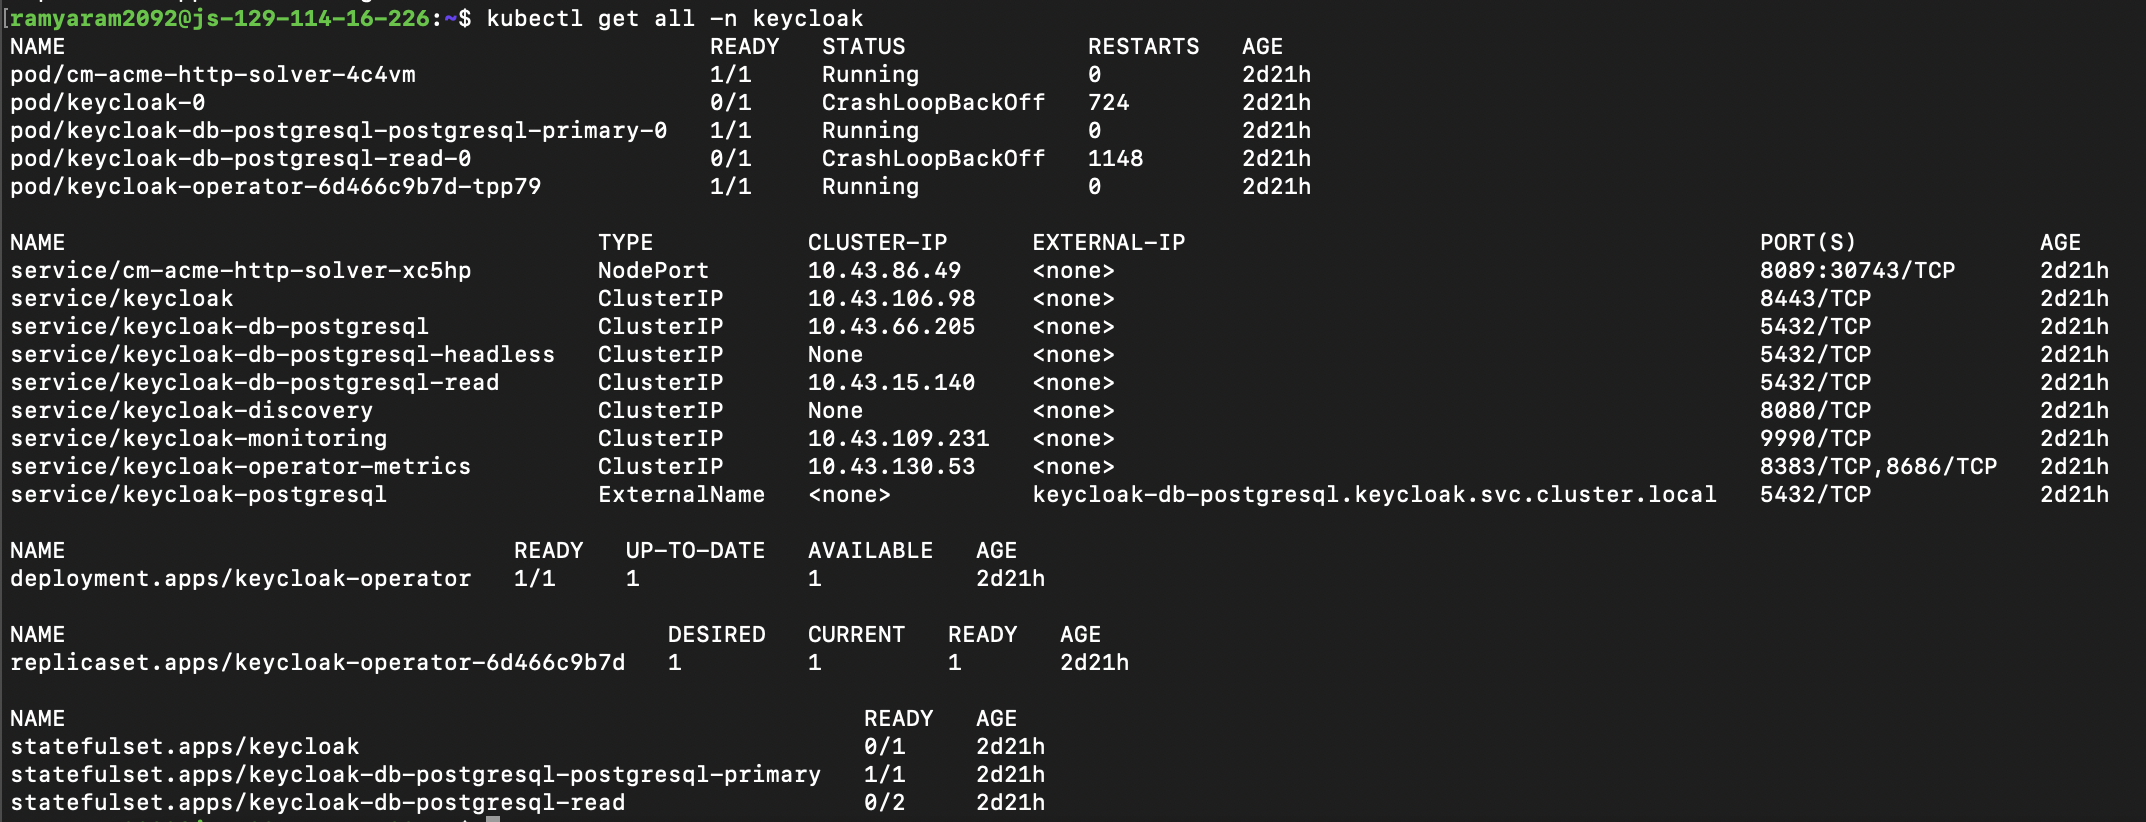 [ramyaram2092@js-129-114-16-226:~$ kubectl get all -n keycloak
NAME READY STATUS RESTARTS AGE
pod/cm-acme-http-solver-4c4vm 1/1 Running 0 2d21h
pod/keycloak-0 0/1 CrashLoopBackOff 724 2d21h
pod/keycloak-db-postgresql-postgresql-primary-0 1/1 Running 0 2d21h
pod/keycloak-db-postgresql-read-0 0/1 CrashLoopBackOff 1148 2d21h
pod/keycloak-operator-6d466c9b7d-tpp79 1/1 Running 0 2d21h
NAME TYPE CLUSTER-IP EXTERNAL-IP PORT(S) AGE
service/cm-acme-http-solver-xc5hp NodePort 10.43.86.49 <none> 8089:30743/TCP 2d21h
service/keycloak ClusterIP 10.43.106.98 <none> 8443/TCP 2d21h
service/keycloak-db-postgresql ClusterIP 10.43.66.205 <none> 5432/TCP 2d21h
service/keycloak-db-postgresql-headless ClusterIP None <none> 5432/TCP 2d21h
service/keycloak-db-postgresql-read ClusterIP 10.43.15.140 <none> 5432/TCP 2d21h
service/keycloak-discovery ClusterIP None <none> 8080/TCP 2d21h
service/keycloak-monitoring ClusterIP 10.43.109.231 <none> 9990/TCP 2d21h
service/keycloak-operator-metrics ClusterIP 10.43.130.53 <none> 8383/TCP,8686/TCP 2d21h
service/keycloak-postgresql ExternalName <none> keycloak-db-postgresql.keycloak.svc.cluster.local 5432/TCP 2d21h
NAME READY UP-TO-DATE AVAILABLE AGE
deployment.apps/keycloak-operator 1/1 1 1 2d21h
NAME DESIRED CURRENT READY AGE
replicaset.apps/keycloak-operator-6d466c9b7d 1 1 1 2d21h
NAME READY AGE
statefulset.apps/keycloak 0/1 2d21h
statefulset.apps/keycloak-db-postgresql-postgresql-primary 1/1 2d21h
statefulset.apps/keycloak-db-postgresql-read 0/2 2d21h